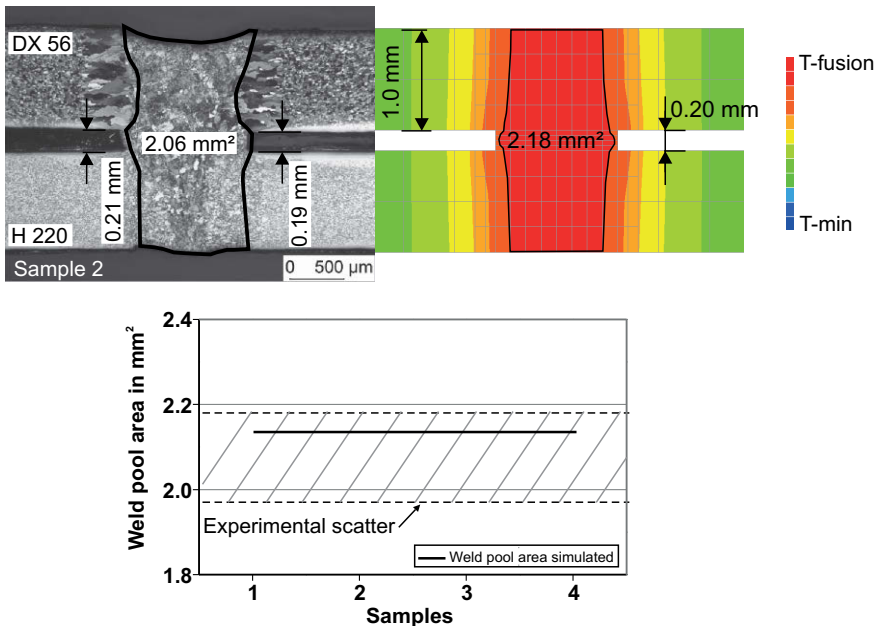 DX 56
2.06 mm²
0.21 mm
0.19 mm
H 220
Sample 2
0 500 µm
1.0 mm
2.18 mm²
0.20 mm
T-fusion
T-min
Weld pool area in mm²
2.4
2.2
2.0
1.8
Experimental scatter
Weld pool area simulated
1 2 3 4
Samples